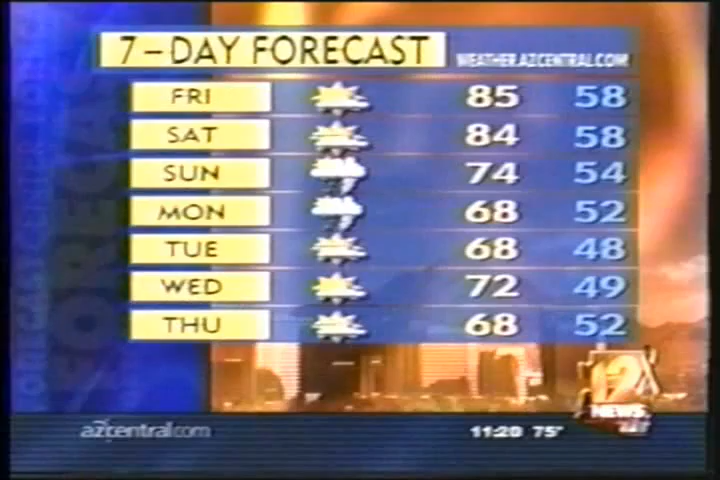 7-DAY FORECAST
WEATHER.AZCENTRAL.COM
FRI 85 58
SAT 84 58
SUN 74 54
MON 68 52
TUE 68 48
WED 72 49
THU 68 52
12
NEWS
azcentral.com 11:20 75°